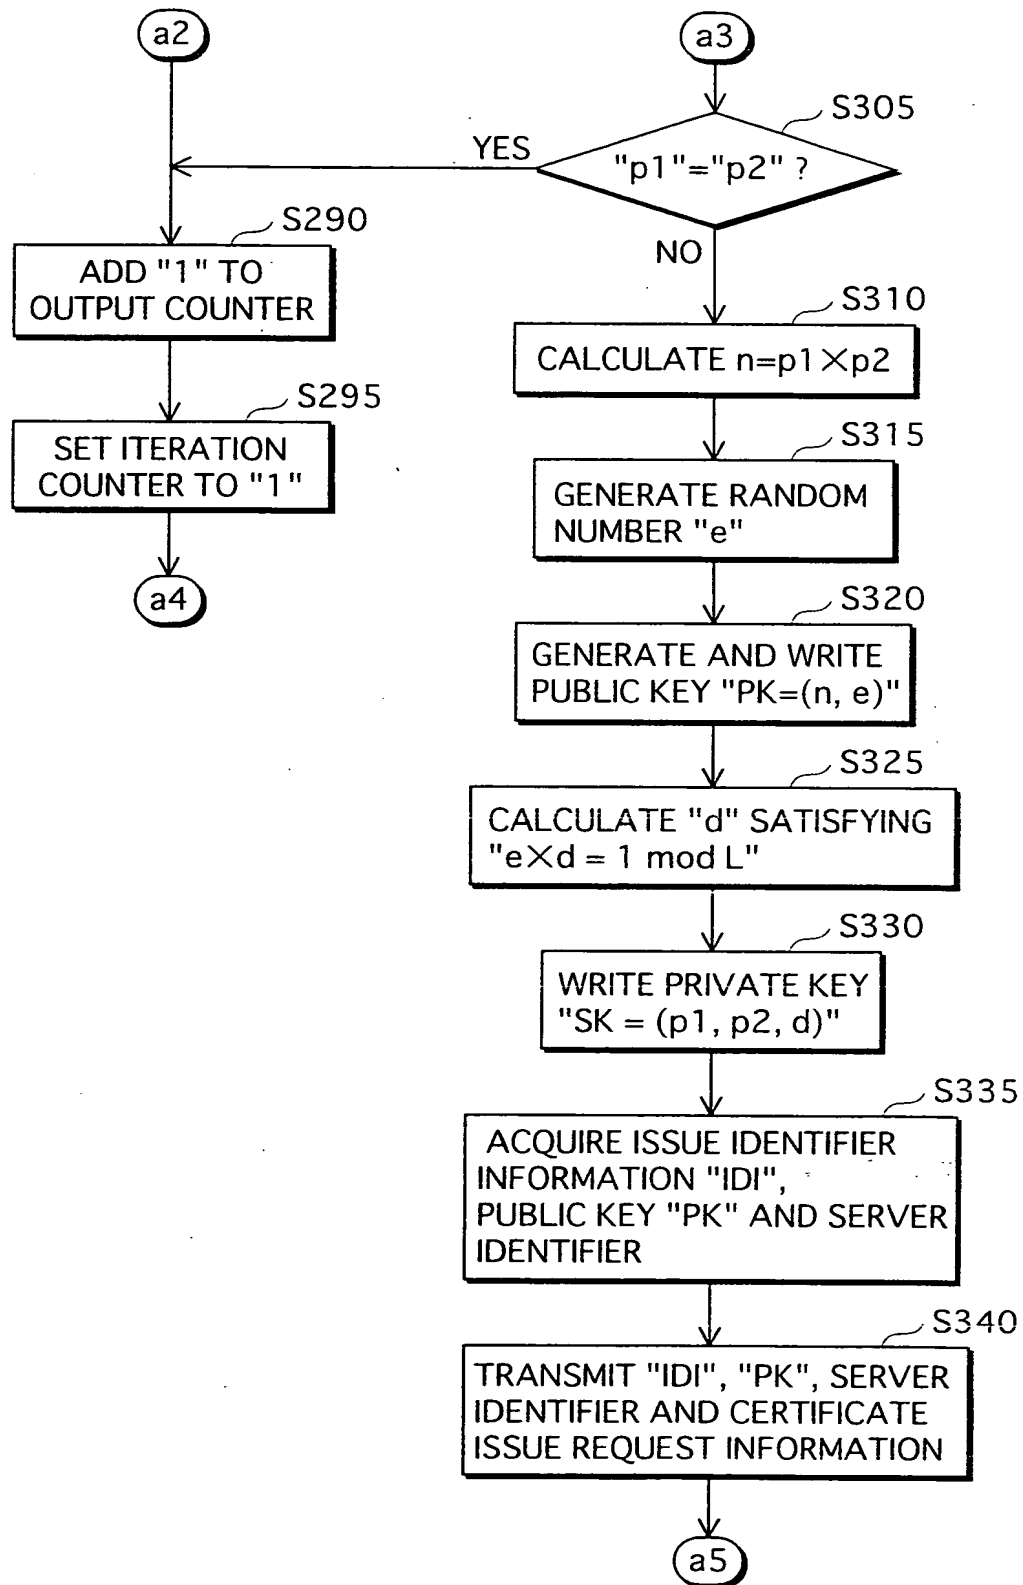 a2
a3
S305
YES
"p1"="p2" ?
S290
NO
ADD "1" TO
OUTPUT COUNTER
S310
CALCULATE n=p1×p2
S295
SET ITERATION
COUNTER TO "1"
S315
GENERATE RANDOM
NUMBER "e"
a4
S320
GENERATE AND WRITE
PUBLIC KEY "PK=(n, e)"
S325
CALCULATE "d" SATISFYING
"e×d = 1 mod L"
S330
WRITE PRIVATE KEY
"SK = (p1, p2, d)"
S335
ACQUIRE ISSUE IDENTIFIER
INFORMATION "IDI",
PUBLIC KEY "PK" AND SERVER
IDENTIFIER
S340
TRANSMIT "IDI", "PK", SERVER
IDENTIFIER AND CERTIFICATE
ISSUE REQUEST INFORMATION
a5